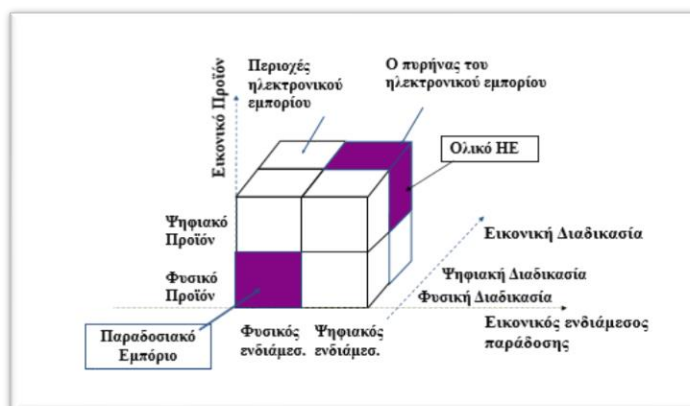 Περιοχές
ηλεκτρονικού
εμπορίου
Ο πυρήνας του
ηλεκτρονικού εμπορίου
Εικονικό Προϊόν
Ολικό ΗΕ
Ψηφιακό
Προϊόν
Εικονική Διαδικασία
Φυσικό
Προϊόν
Ψηφιακή Διαδικασία
Φυσική Διαδικασία
Παραδοσιακό
Εμπόριο
Φυσικός
ενδιάμεσ.
Ψηφιακός
ενδιάμεσ.
Εικονικός ενδιάμεσος
παράδοσης